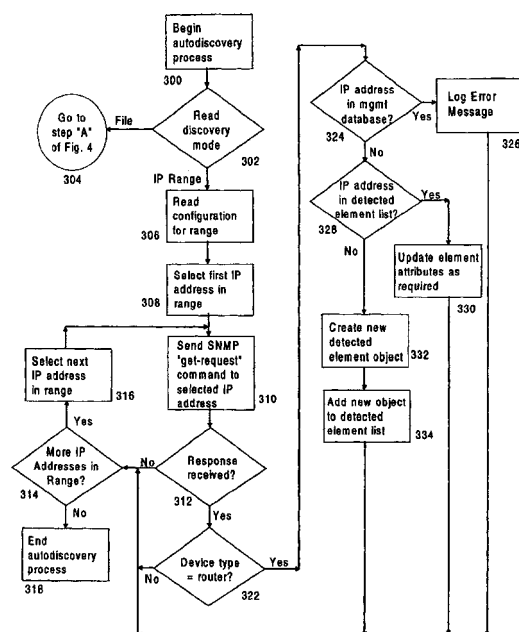 Begin
autodiscovery
process
300
File
Go to
step "A"
of Fig. 4
304
Read
discovery
mode
302
IP Range
Read
configuration
for range
306
Select first IP
address in
range
308
Send SNMP
"get-request"
command to
selected IP
address
310
Select next
IP address
in range
316
Yes
More IP
Addresses in
Range?
314
No
End
autodiscovery
process
318
No
Response
received?
312
Yes
No
Device type
= router?
322
Yes
IP address
in mgmt
database?
324
Yes
Log Error
Message
326
No
IP address
in detected
element list?
328
Yes
Update element
attributes as
required
330
No
Create new
detected
element object
332
Add new object
to detected
element list
334